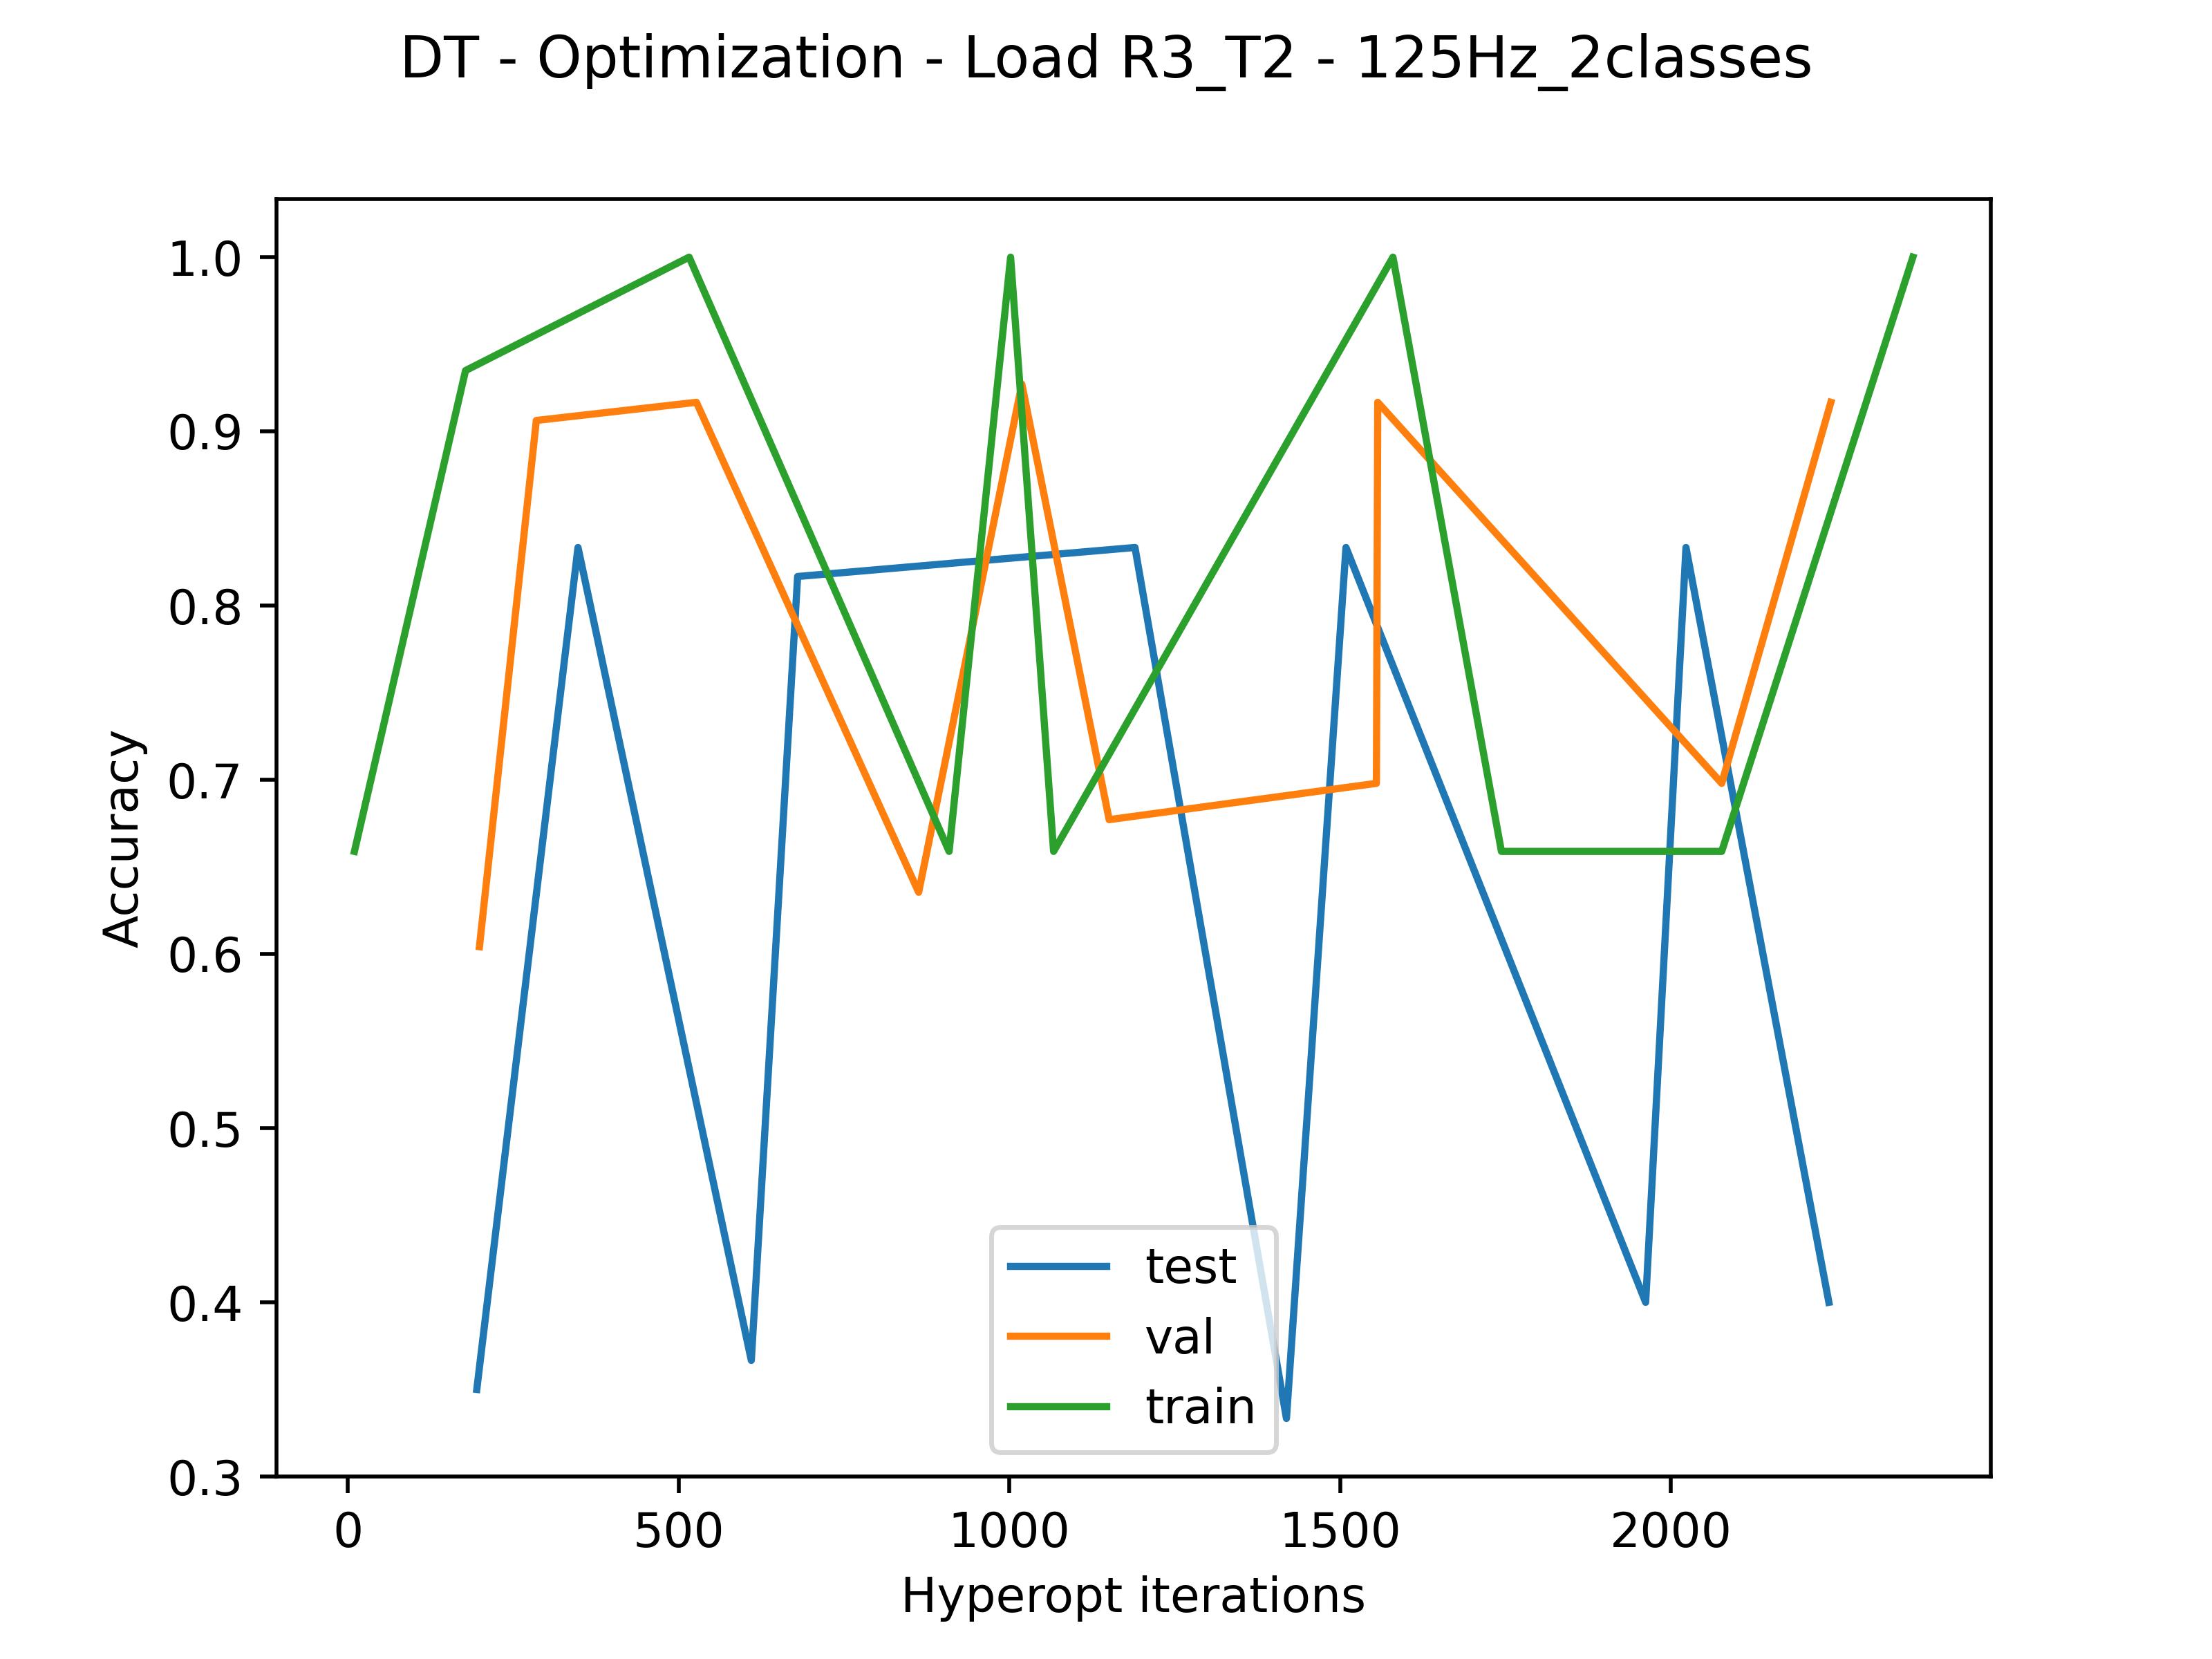 DT - Optimization - Load R3_T2 - 125Hz_2classes
1.0
0.9
0.8
0.7
0.6
0.5
0.4
0.3
Accuracy
test
val
train
0 500 1000 1500 2000
Hyperopt iterations